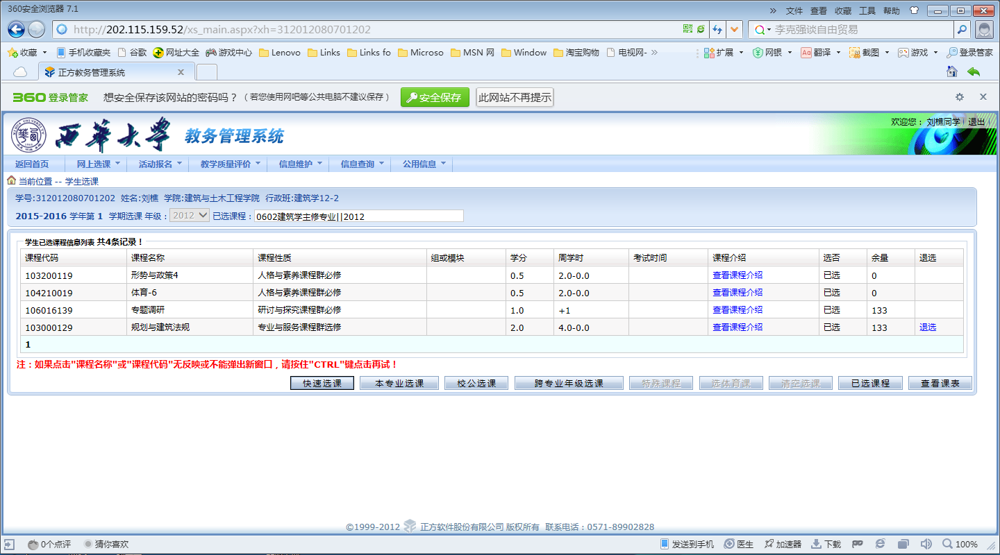 360安全浏览器 7.1
» 文件 查看 收藏 工具 帮助
http://202.115.159.52/xs_main.aspx?xh=312012080701202
李克强谈自由贸易
收藏 手机收藏夹 谷歌 网址大全 游戏中心 Lenovo Links Links fo Microso MSN 网 Window 淘宝购物 电视网- » 扩展 网银 Aあ 翻译 截图 游戏 登录管家
正方教务管理系统 x
360 登录管家 想安全保存该网站的密码吗？（若您使用网吧等公共电脑不建议保存） 安全保存 此网站不再提示
西华大学 教务管理系统
欢迎您： 刘樵同学 退出
返回首页 网上选课 活动报名 教学质量评价 信息维护 信息查询 公用信息
当前位置 -- 学生选课
学号:312012080701202 姓名:刘樵 学院:建筑与土木工程学院 行政班:建筑学12-2
2015-2016 学年第 1 学期选课 年级： 2012 已选课程： 0602建筑学主修专业||2012
学生已选课程信息列表 共4条记录！
课程代码 课程名称 课程性质 组或模块 学分 周学时 考试时间 课程介绍 选否 余量 退选
103200119 形势与政策4 人格与素养课程群必修 0.5 2.0-0.0 查看课程介绍 已选 0
104210019 体育-6 人格与素养课程群必修 0.5 2.0-0.0 查看课程介绍 已选 0
106016139 专题调研 研讨与探究课程群必修 1.0 +1 查看课程介绍 已选 133
103000129 规划与建筑法规 专业与服务课程群选修 2.0 4.0-0.0 查看课程介绍 已选 133 退选
1
注：如果点击"课程名称"或"课程代码"无反映或不能弹出新窗口，请按住"CTRL"键点击再试！
快速选课 本专业选课 校公选课 跨专业年级选课 特殊课程 选体育课 清空选课 已选课程 查看课表
©1999-2012 正方软件股份有限公司 版权所有 联系电话：0571-89902828
0个点评 猜你喜欢 发送到手机 医生 加速器 下载 100%